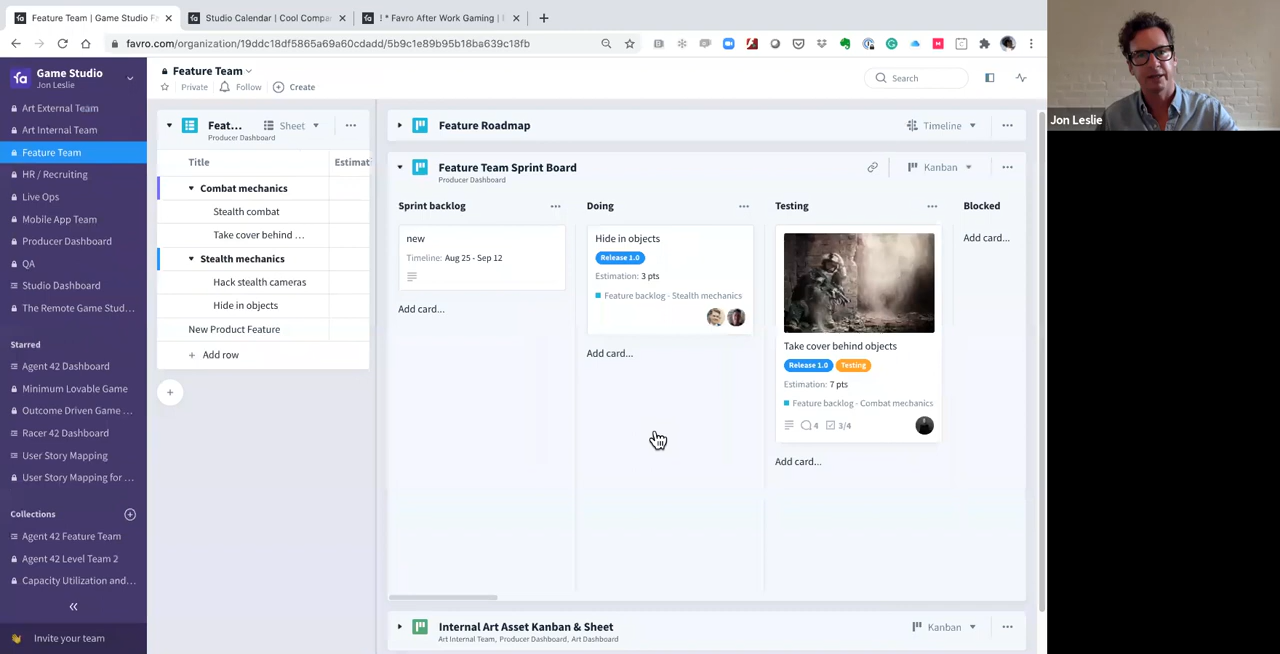 Feature Team | Game Studio Fa
Studio Calendar | Cool Compan
! * Favro After Work Gaming |
favro.com/organization/19ddc18df5865a69a60cdadd/5b9c1e89b95b18ba639c18fb
Game Studio
Jon Leslie
Art External Team
Art Internal Team
Feature Team
HR / Recruiting
Live Ops
Mobile App Team
Producer Dashboard
QA
Studio Dashboard
The Remote Game Stud...
Starred
Agent 42 Dashboard
Minimum Lovable Game
Outcome Driven Game ...
Racer 42 Dashboard
User Story Mapping
User Story Mapping for ...
Collections
Agent 42 Feature Team
Agent 42 Level Team 2
Capacity Utilization and...
Invite your team
Feature Team
Private
Follow
Create
Search
Feat...
Sheet
Producer Dashboard
Title
Estimat
Combat mechanics
Stealth combat
Take cover behind ...
Stealth mechanics
Hack stealth cameras
Hide in objects
New Product Feature
+ Add row
Feature Roadmap
Timeline
Feature Team Sprint Board
Producer Dashboard
Kanban
Sprint backlog
new
Timeline: Aug 25 - Sep 12
Add card...
Doing
Hide in objects
Release 1.0
Estimation: 3 pts
Feature backlog - Stealth mechanics
Add card...
Testing
Take cover behind objects
Release 1.0
Testing
Estimation: 7 pts
Feature backlog - Combat mechanics
4
3/4
Add card...
Blocked
Add card...
Internal Art Asset Kanban & Sheet
Art Internal Team, Producer Dashboard, Art Dashboard
Kanban
Jon Leslie